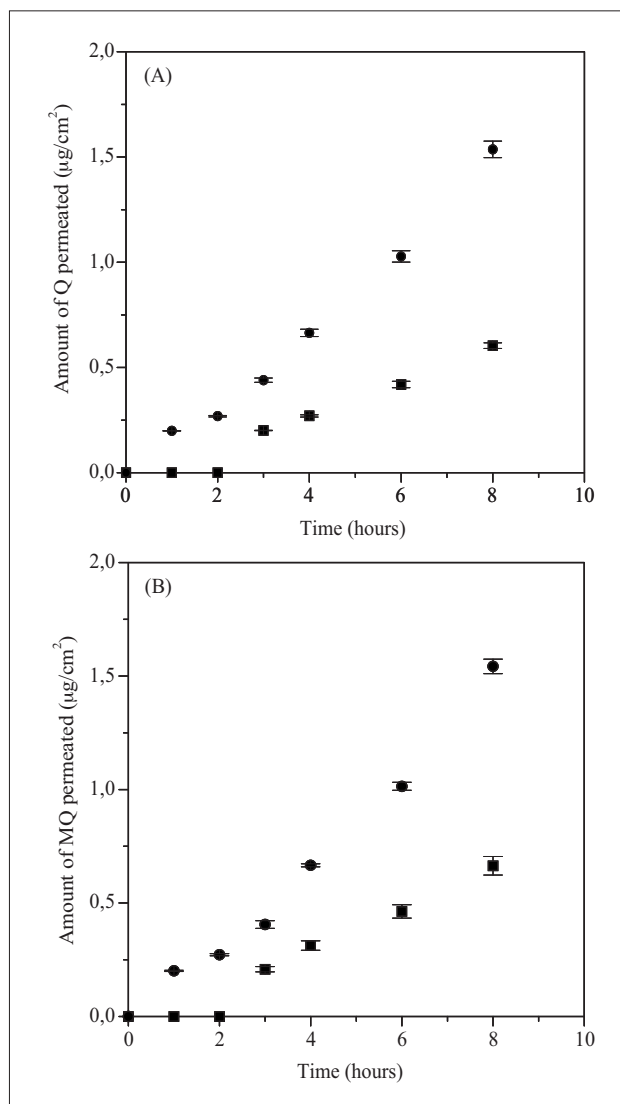 (A)
Amount of Q permeated (µg/cm²)
2,0
1,5
1,0
0,5
0,0
0 2 4 6 8 10
Time (hours)
(B)
Amount of MQ permeated (µg/cm²)
2,0
1,5
1,0
0,5
0,0
0 2 4 6 8 10
Time (hours)